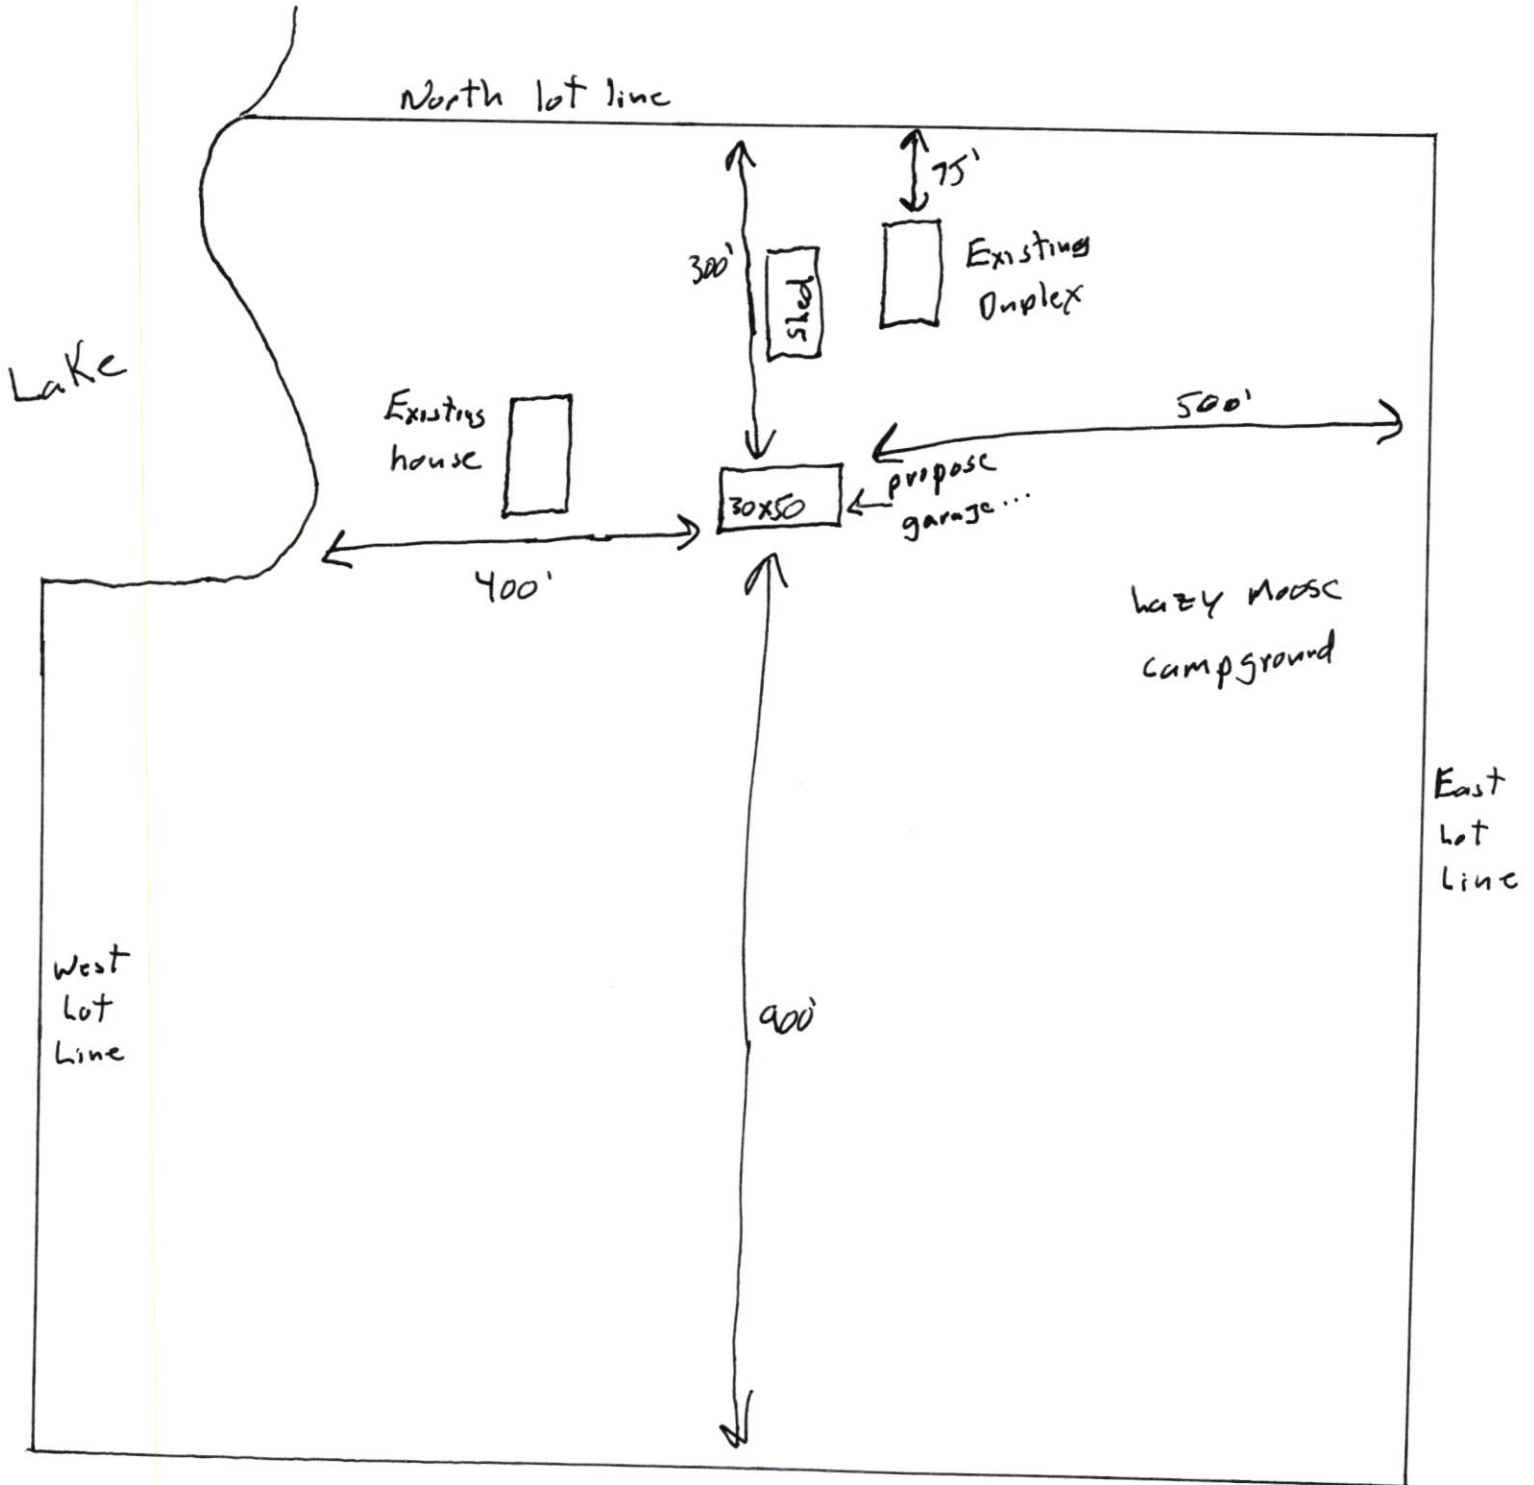 North lot line
75'
300'
Shed
Existing
Duplex
Lake
500'
Existing
house
propose
garage...
30x50
400'
Lazy Moose
Campground
East
Lot
Line
West
Lot
Line
900'